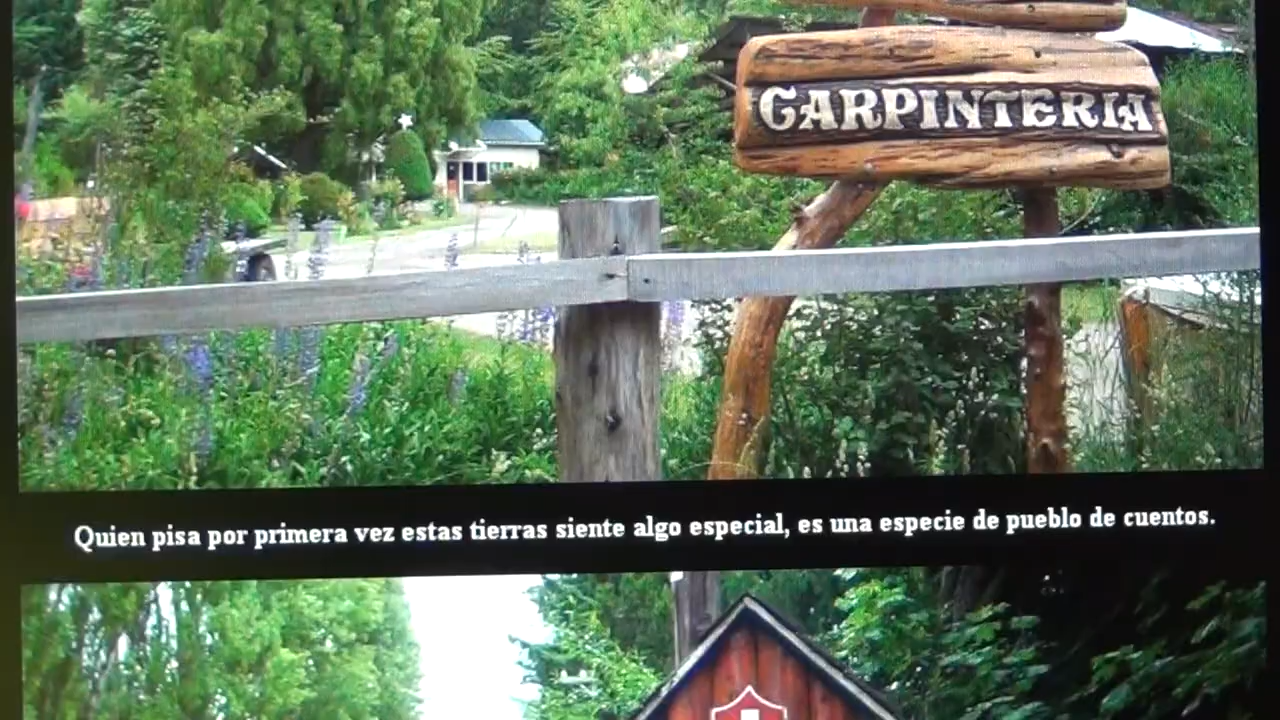 CARPINTERIA
Quien pisa por primera vez estas tierras siente algo especial, es una especie de pueblo de cuentos.